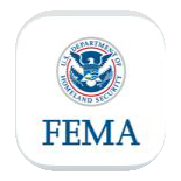 U.S. DEPARTMENT OF
HOMELAND SECURITY
FEMA